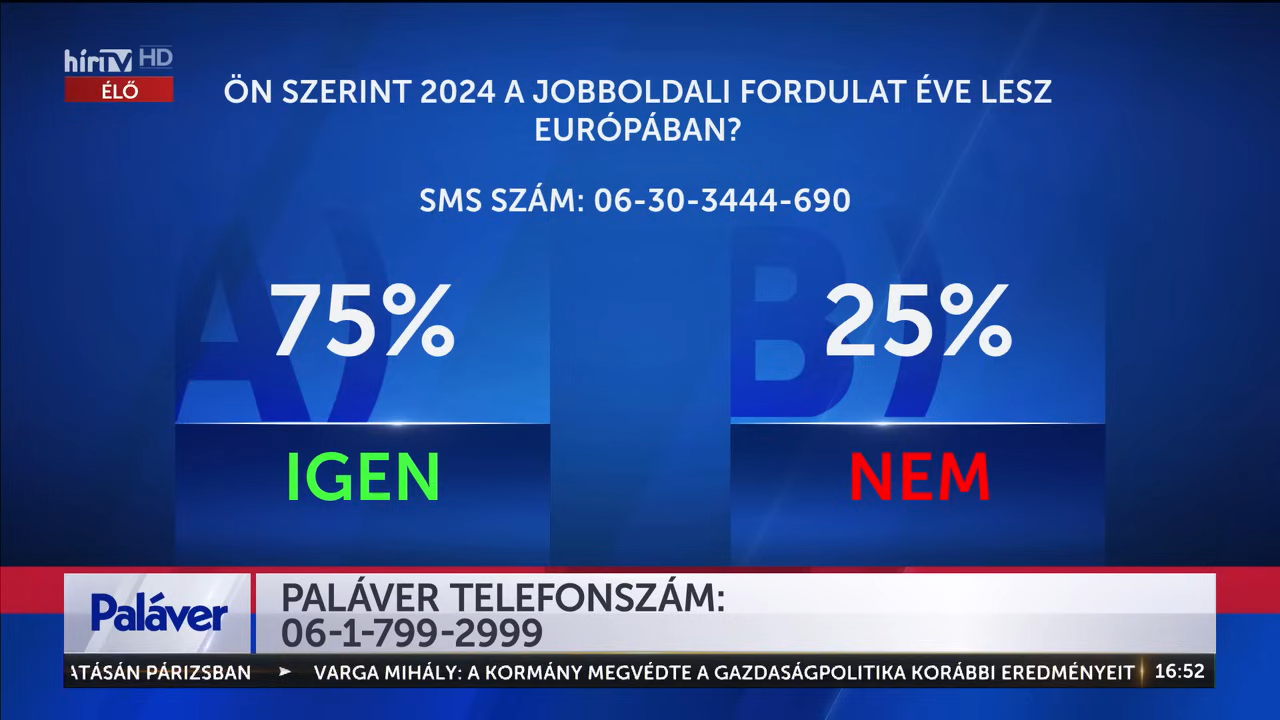 hírTV HD
ÉLŐ
ÖN SZERINT 2024 A JOBBOLDALI FORDULAT ÉVE LESZ
EURÓPÁBAN?
SMS SZÁM: 06-30-3444-690
A)
75%
IGEN
B)
25%
NEM
Paláver
PALÁVER TELEFONSZÁM:
06-1-799-2999
ATÁSÁN PÁRIZSBAN ➤ VARGA MIHÁLY: A KORMÁNY MEGVÉDTE A GAZDASÁGPOLITIKA KORÁBBI EREDMÉNYEIT 16:52